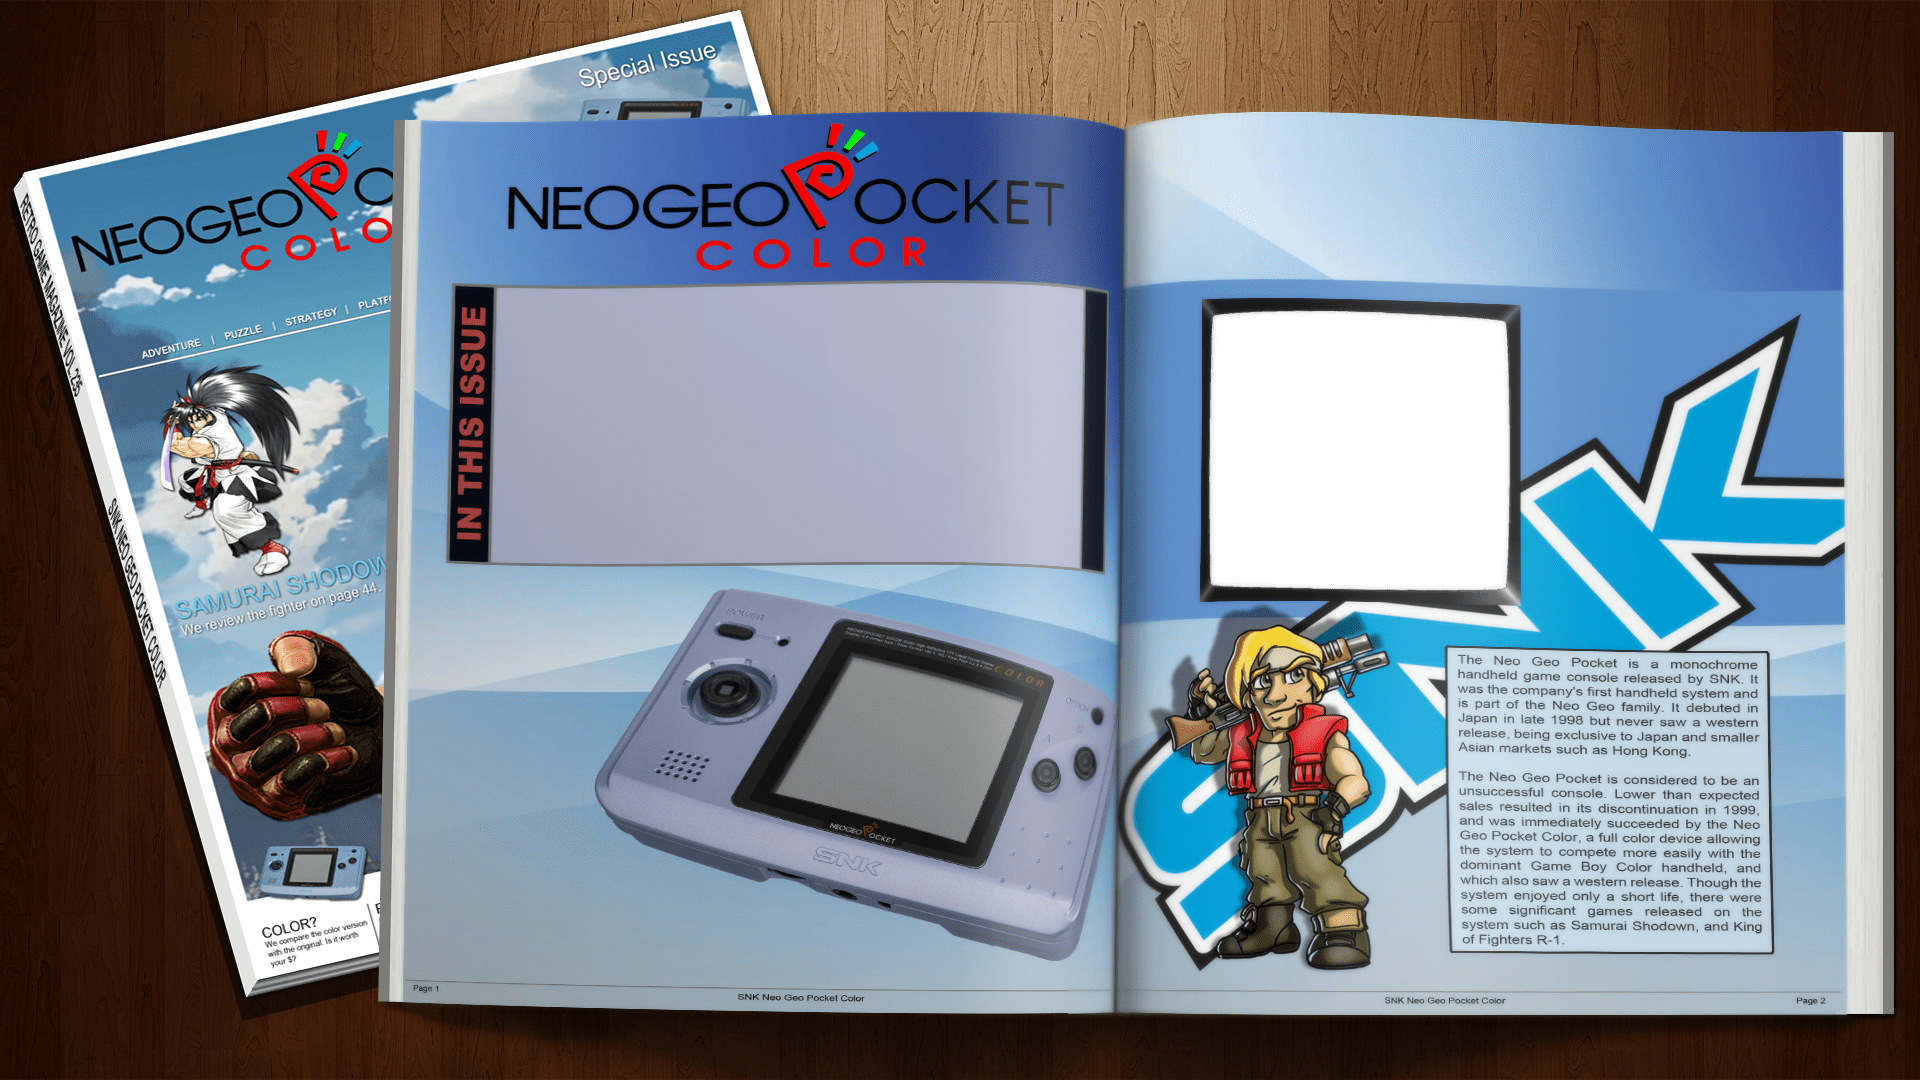 Special Issue
NEOGEO POC
COLO
RETRO GAME MAGAZINE VOL. 235
SNK NEO GEO POCKET COLOR
ADVENTURE | PUZZLE | STRATEGY | PLATF
SAMURAI SHODOW
We review the fighter on page 44.
COLOR?
We compare the color version
with the original. Is it worth
your $?
NEOGEO POCKET
COLOR
IN THIS ISSUE
POWER
COLOR
OPTION
A
B
NEOGEO POCKET
SNK
Page 1
SNK Neo Geo Pocket Color
SNK
The Neo Geo Pocket is a monochrome
handheld game console released by SNK. It
was the company's first handheld system and
is part of the Neo Geo family. It debuted in
Japan in late 1998 but never saw a western
release, being exclusive to Japan and smaller
Asian markets such as Hong Kong.
The Neo Geo Pocket is considered to be an
unsuccessful console. Lower than expected
sales resulted in its discontinuation in 1999,
and was immediately succeeded by the Neo
Geo Pocket Color, a full color device allowing
the system to compete more easily with the
dominant Game Boy Color handheld, and
which also saw a western release. Though the
system enjoyed only a short life, there were
some significant games released on the
system such as Samurai Shodown, and King
of Fighters R-1.
SNK Neo Geo Pocket Color
Page 2